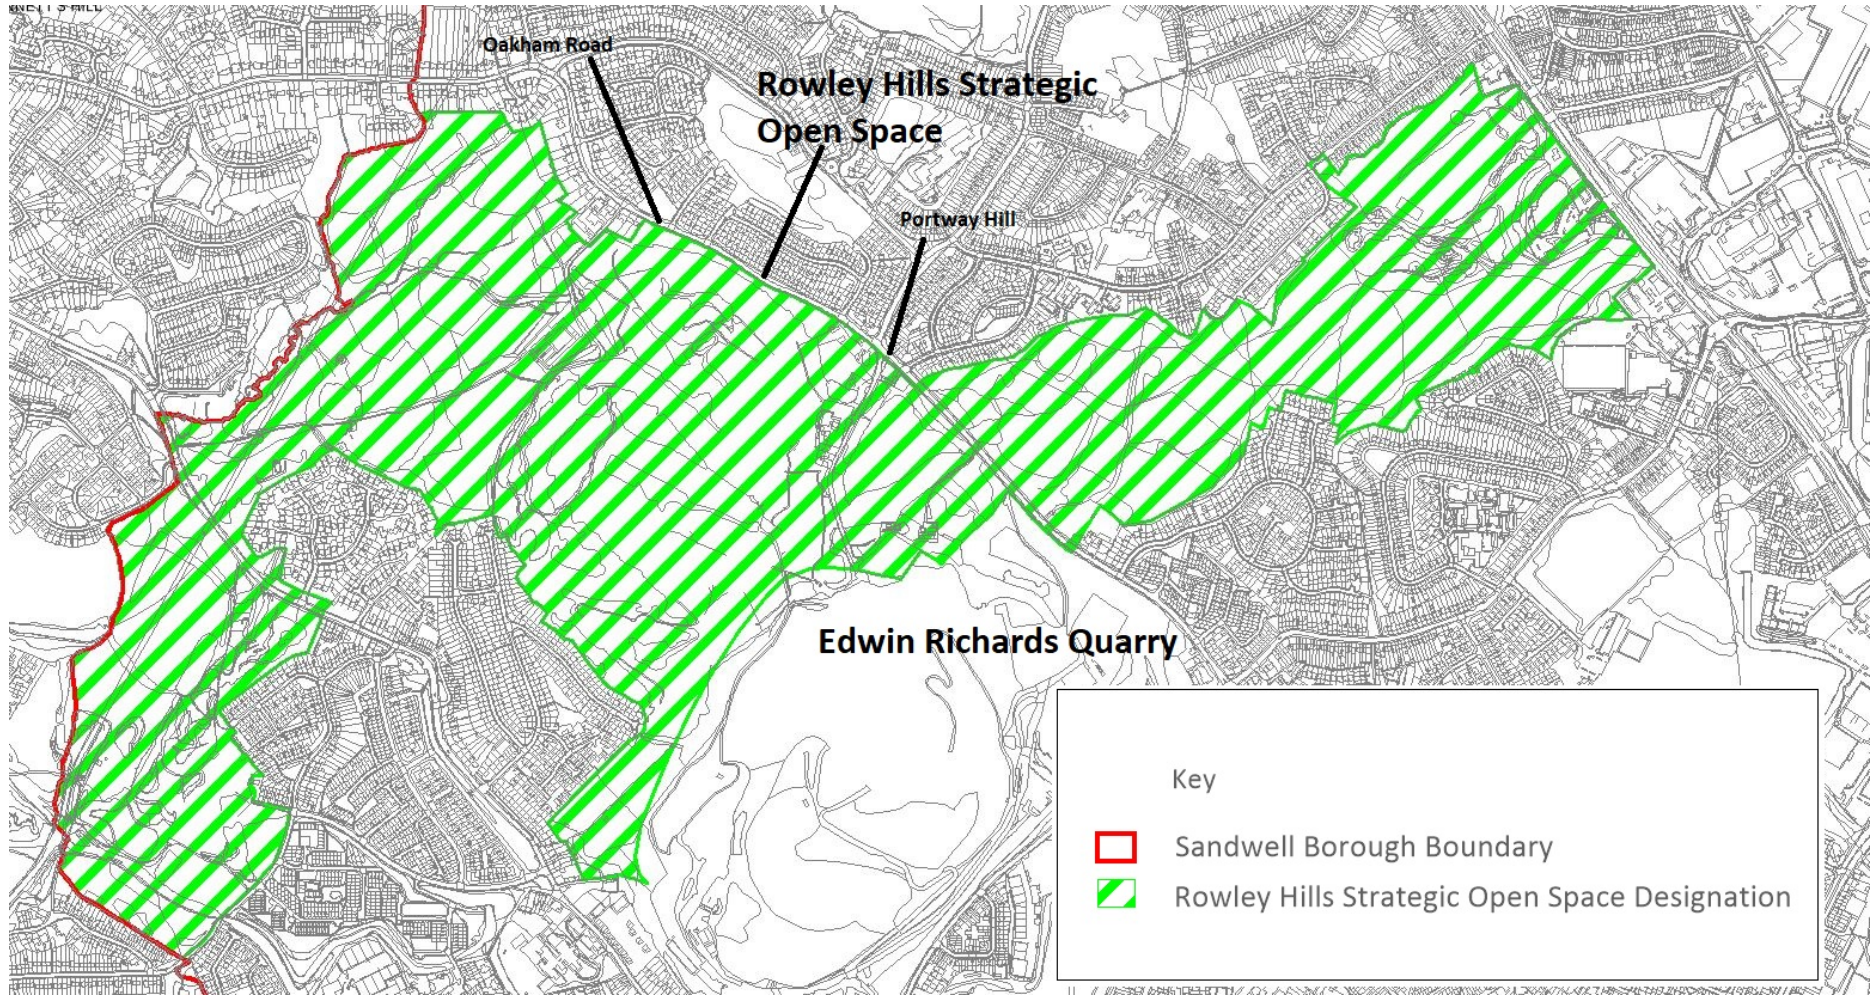 Oakham Road
Rowley Hills Strategic
Open Space
Portway Hill
Edwin Richards Quarry
Key
Sandwell Borough Boundary
Rowley Hills Strategic Open Space Designation